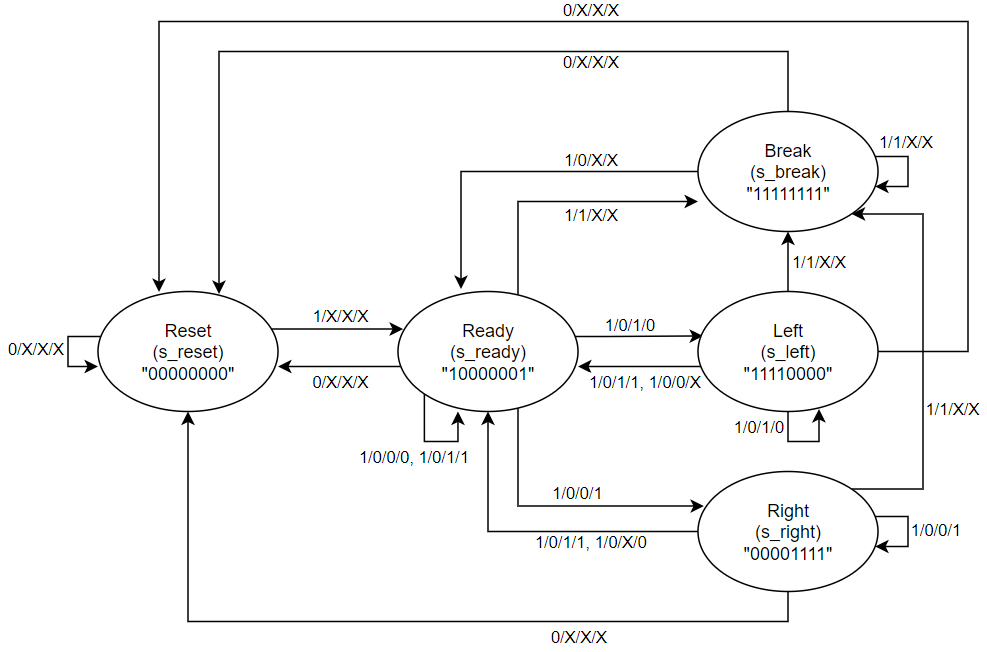 0/X/X/X
0/X/X/X
Break
(s_break)
"11111111"
1/1/X/X
1/0/X/X
1/1/X/X
1/1/X/X
Reset
(s_reset)
"00000000"
0/X/X/X
1/X/X/X
0/X/X/X
Ready
(s_ready)
"10000001"
1/0/1/0
1/0/1/1, 1/0/0/X
Left
(s_left)
"11110000"
1/0/1/0
1/1/X/X
1/0/0/0, 1/0/1/1
1/0/0/1
1/0/1/1, 1/0/X/0
Right
(s_right)
"00001111"
1/0/0/1
0/X/X/X